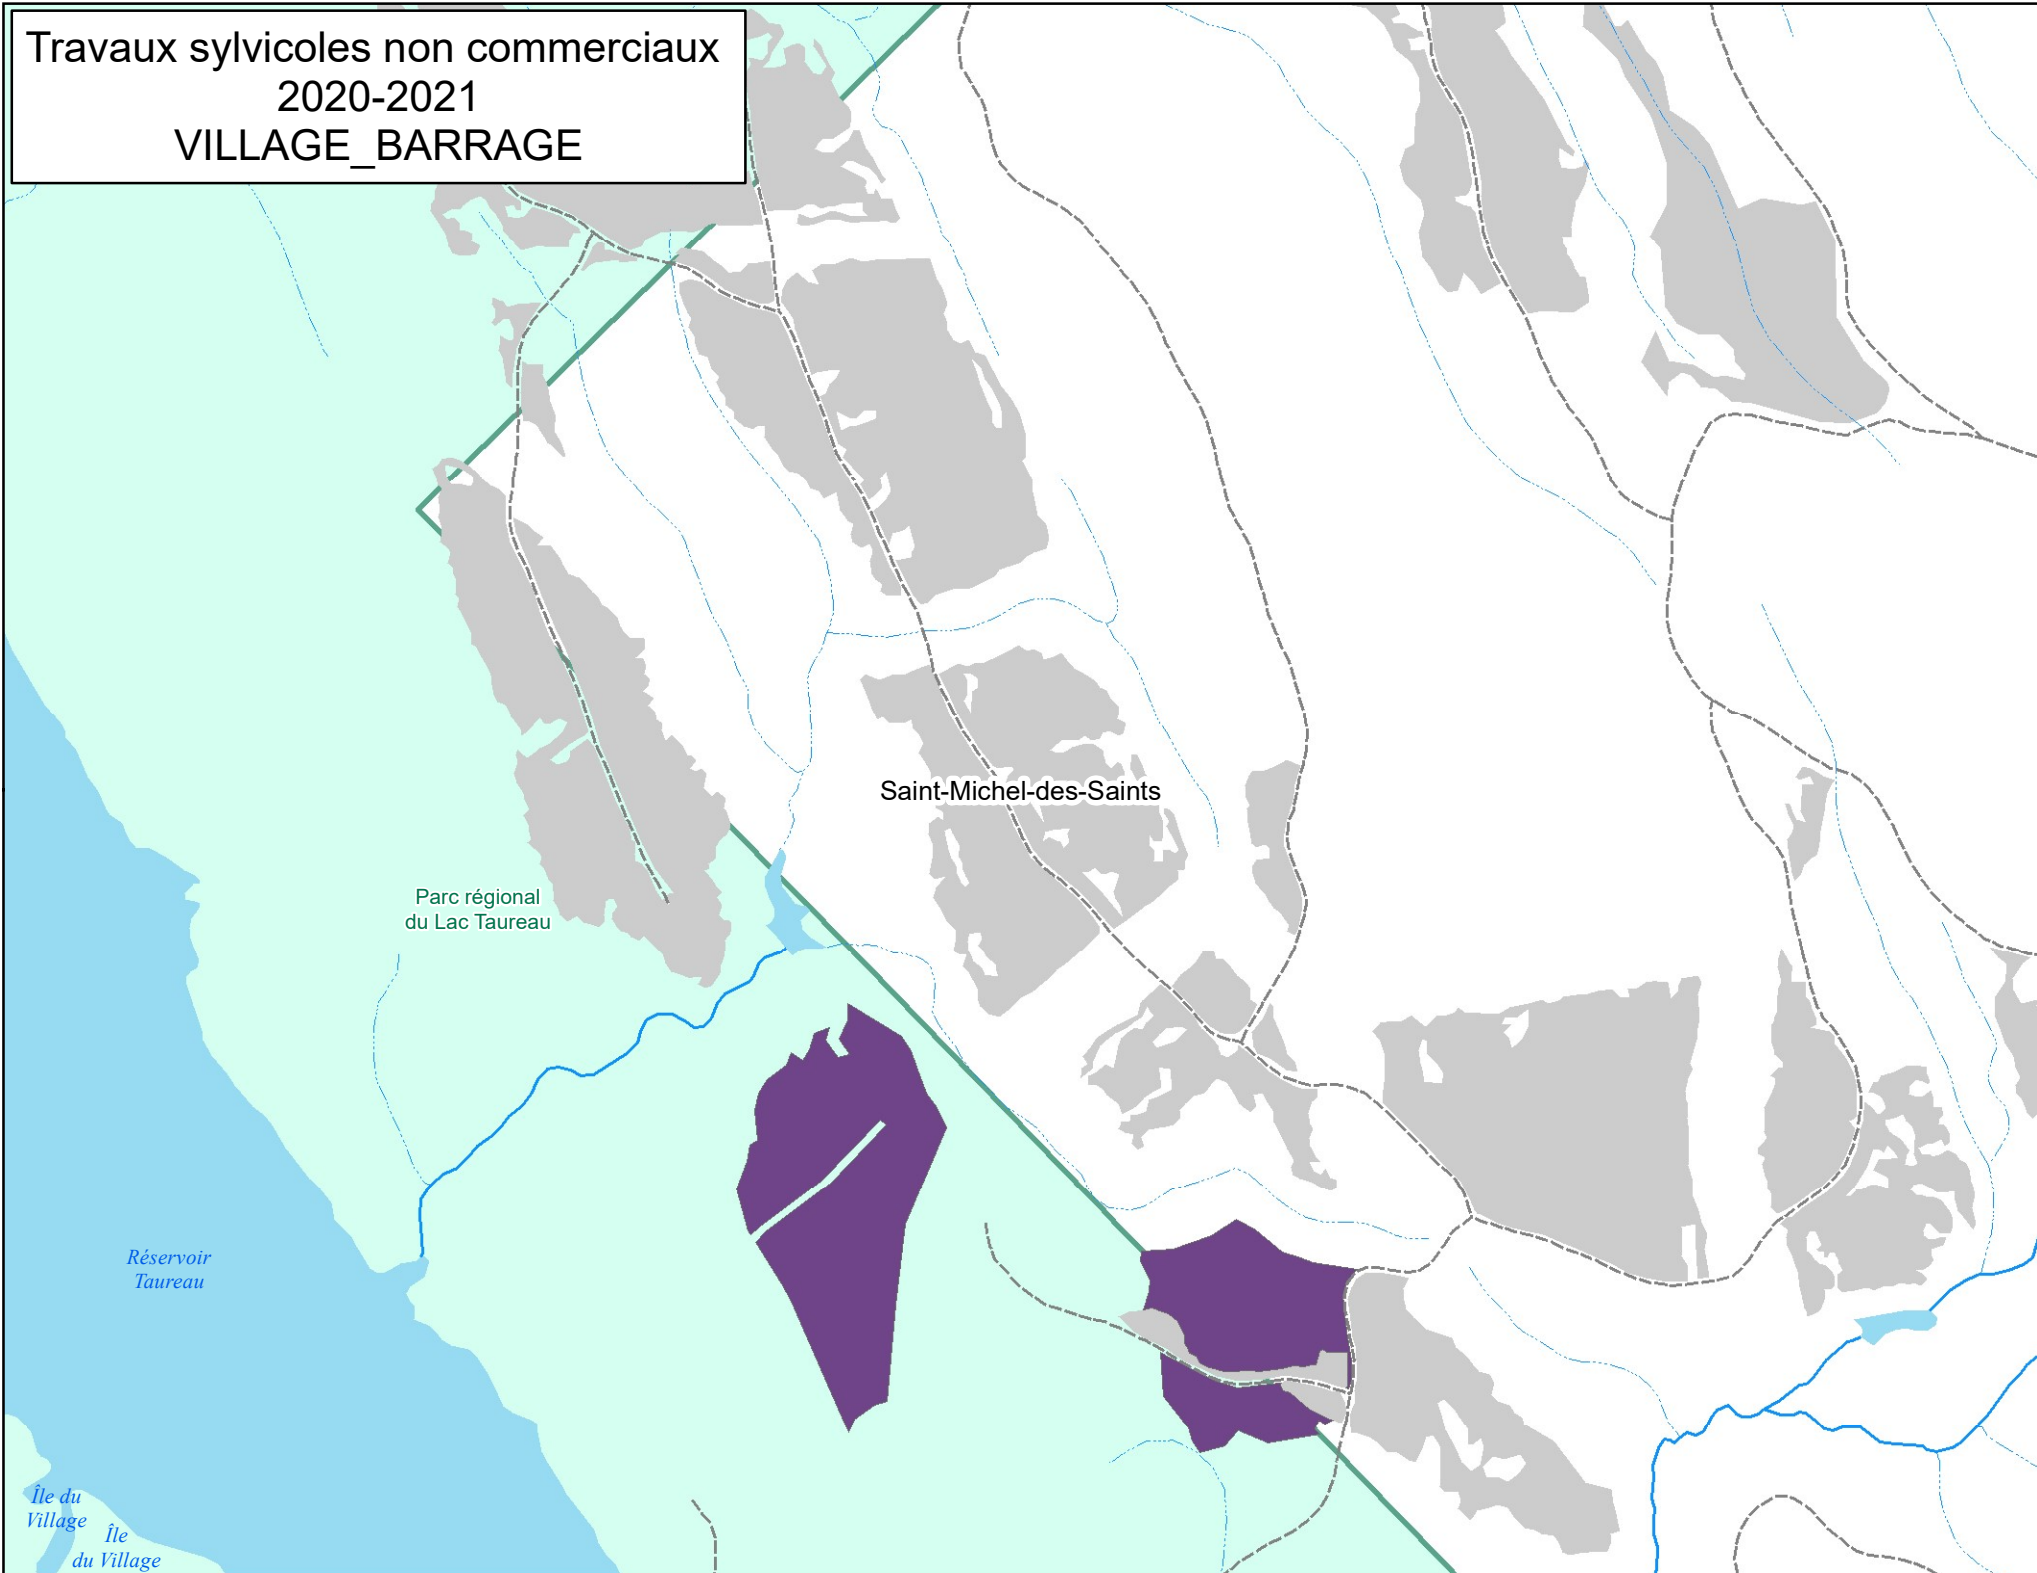 Travaux sylvicoles non commerciaux
2020-2021
VILLAGE_BARRAGE
Saint-Michel-des-Saints
Parc régional
du Lac Taureau
Réservoir
Taureau
Île du
Village
Île
du Village